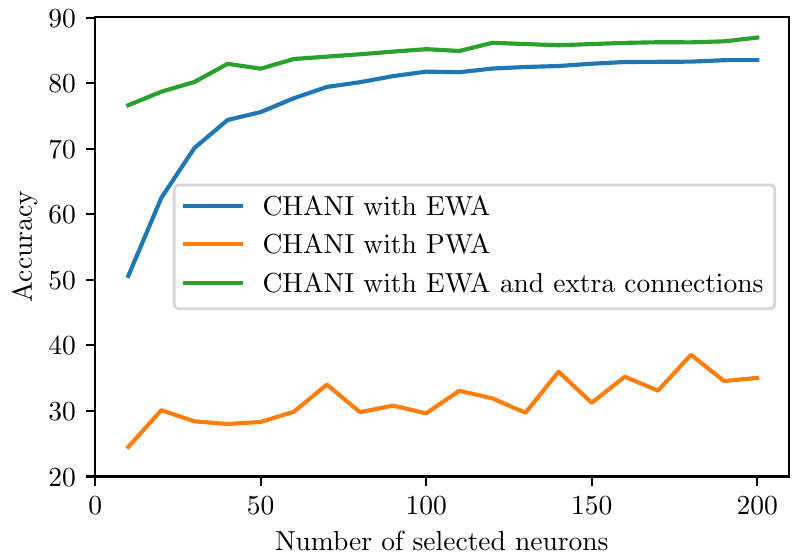 90
80
70
60
50
40
30
20
Accuracy
CHANI with EWA
CHANI with PWA
CHANI with EWA and extra connections
0 50 100 150 200
Number of selected neurons